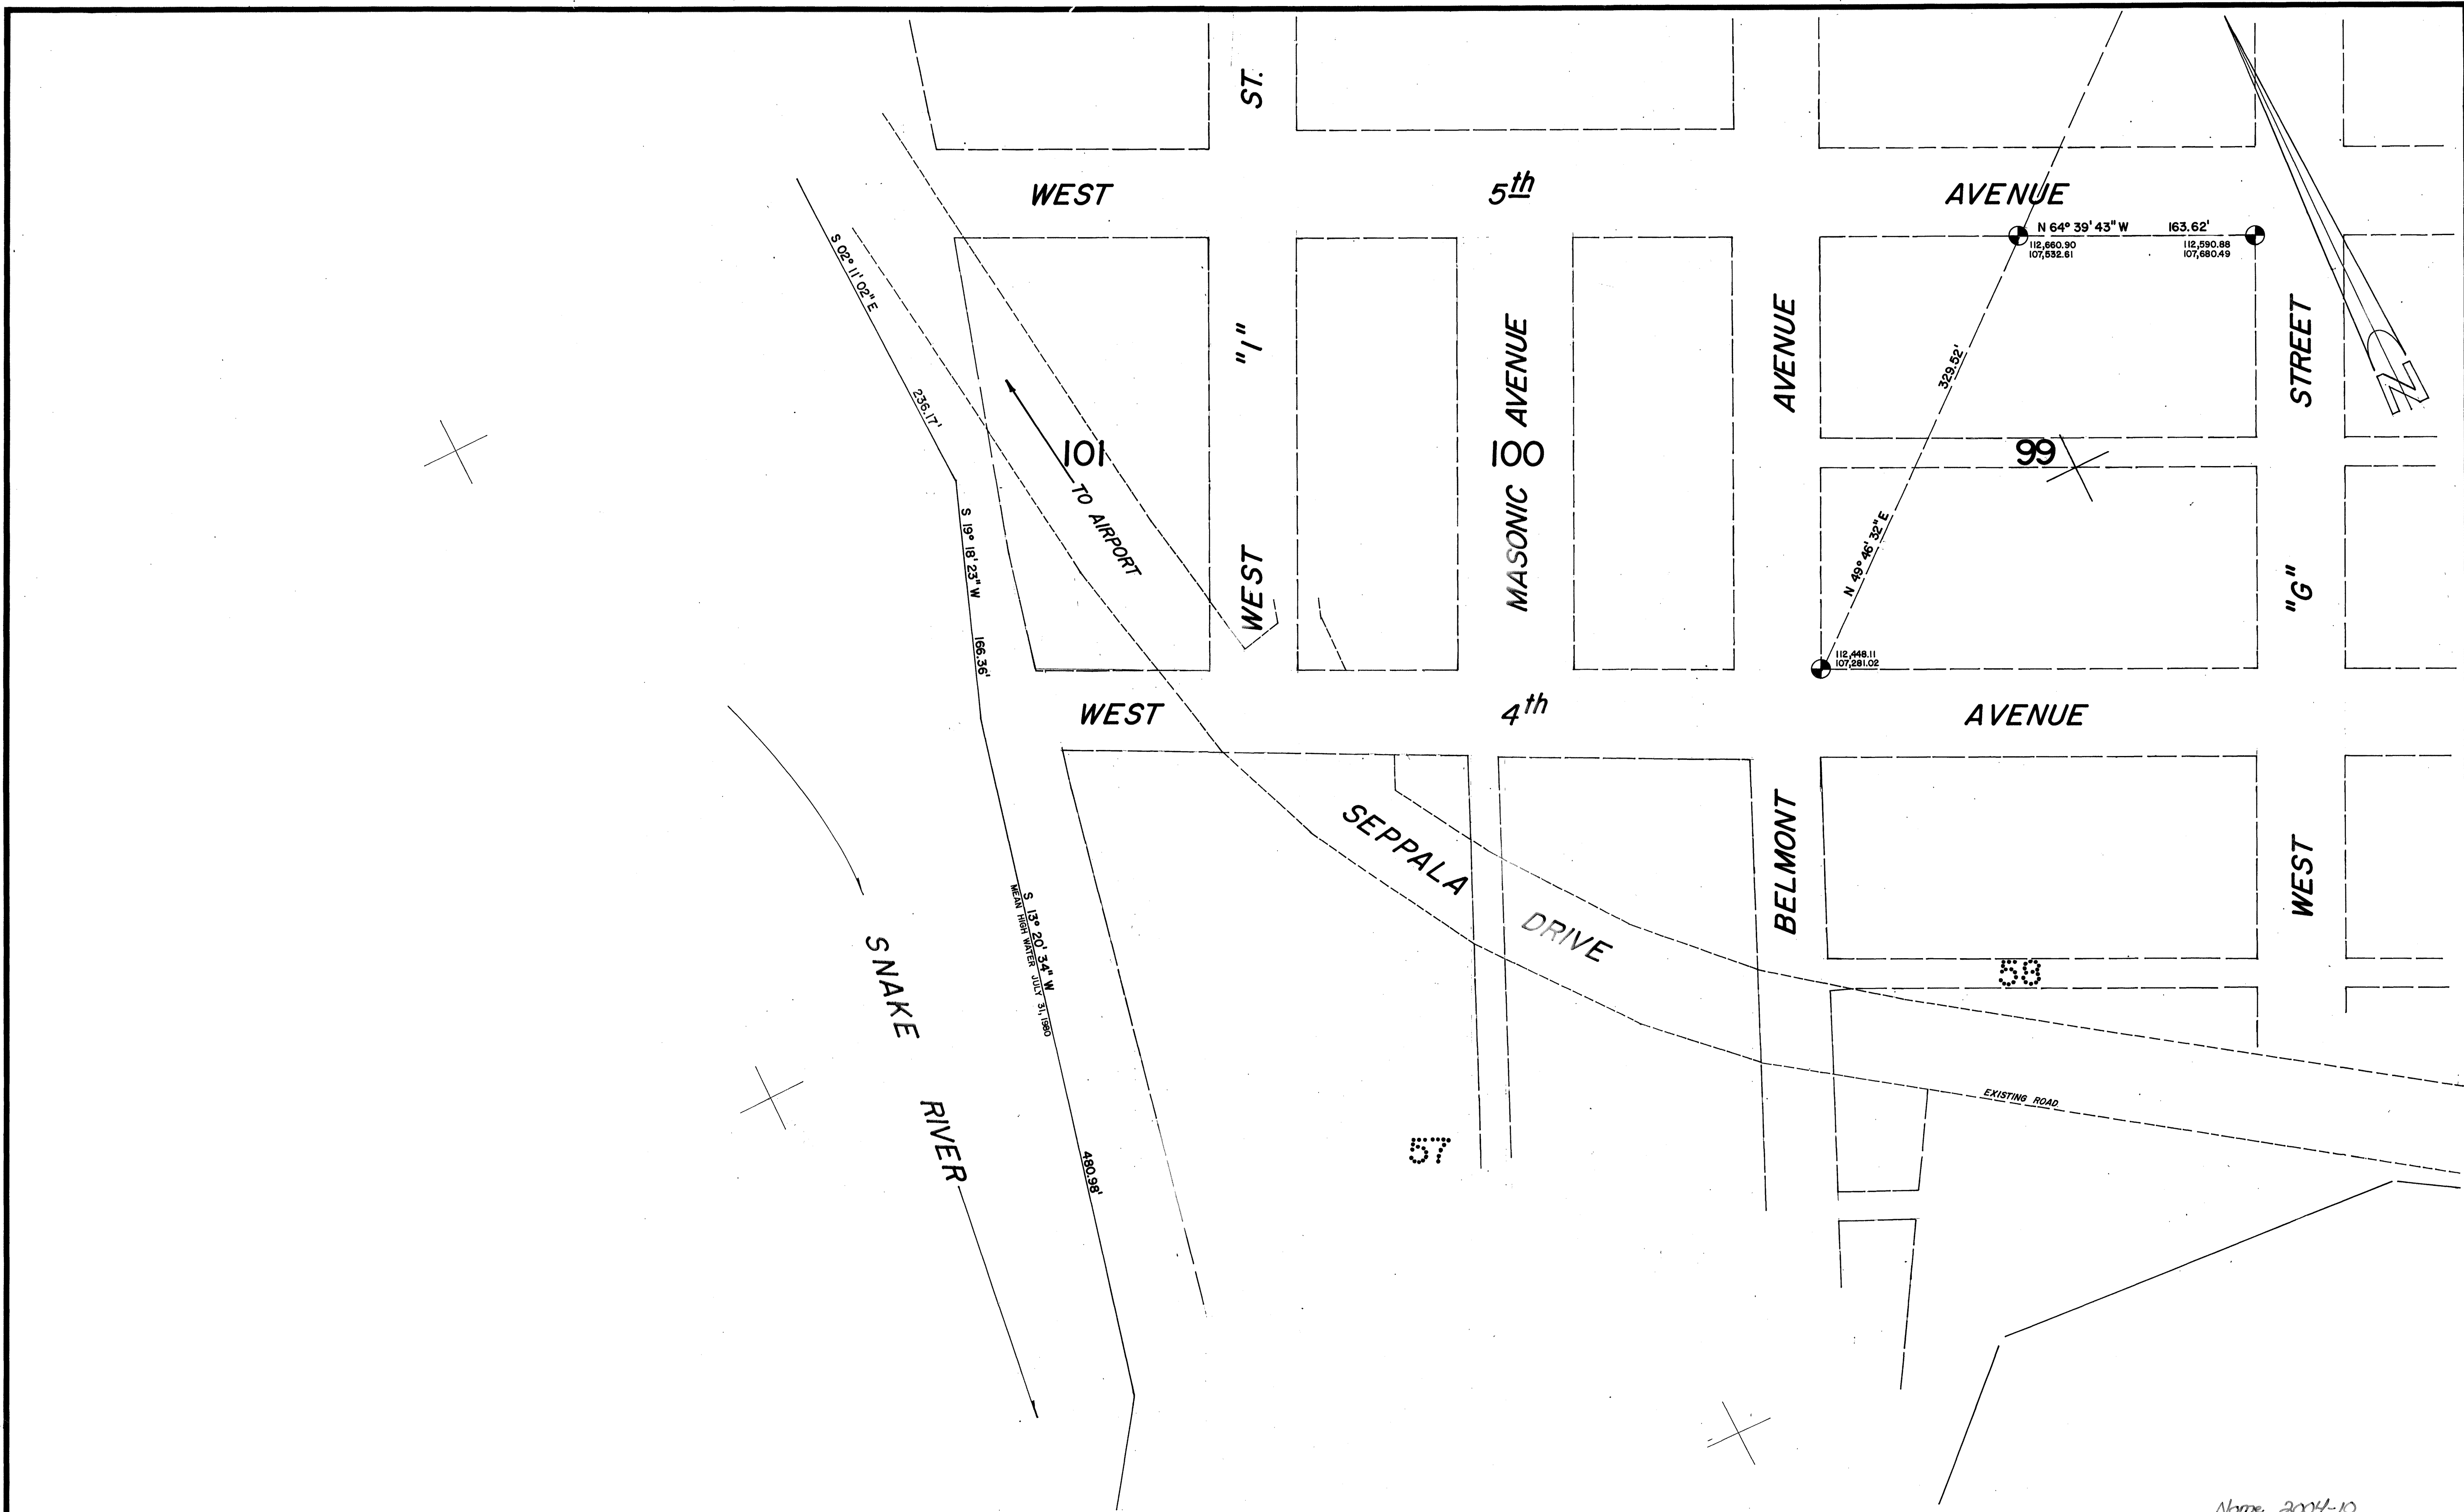 ST.
WEST 5th AVENUE
N 64° 39' 43" W 163.62'
112,660.90
107,532.61
112,590.88
107,680.49
S 02° 11' 02" E
236.17'
"I"
WEST
MASONIC AVENUE
AVENUE
STREET
N
329.52'
N 49° 46' 32" E
101
100
99
TO AIRPORT
"G"
S 19° 18' 23" W
166.36'
112,448.11
107,281.02
WEST 4th AVENUE
SEPPALA DRIVE
BELMONT
WEST
58
S 13° 20' 34" W
MEAN HIGH WATER JULY 31, 1980
480.98'
SNAKE RIVER
EXISTING ROAD
57
Nome 2004-10